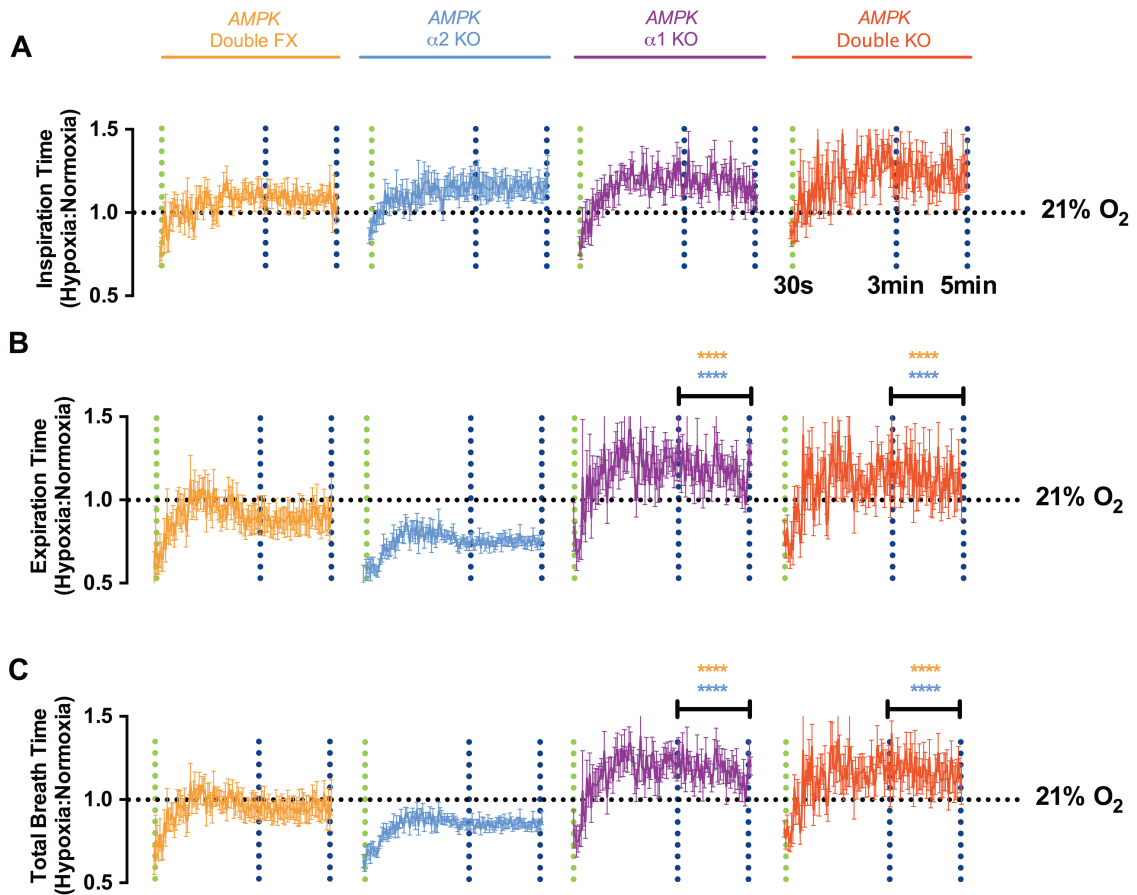 AMPK
Double FX
AMPK
α2 KO
AMPK
α1 KO
AMPK
Double KO
A
Inspiration Time
(Hypoxia:Normoxia)
1.5
1.0
0.5
21% O2
30s
3min
5min
B
****
****
****
****
Expiration Time
(Hypoxia:Normoxia)
1.5
1.0
0.5
21% O2
C
****
****
****
****
Total Breath Time
(Hypoxia:Normoxia)
1.5
1.0
0.5
21% O2